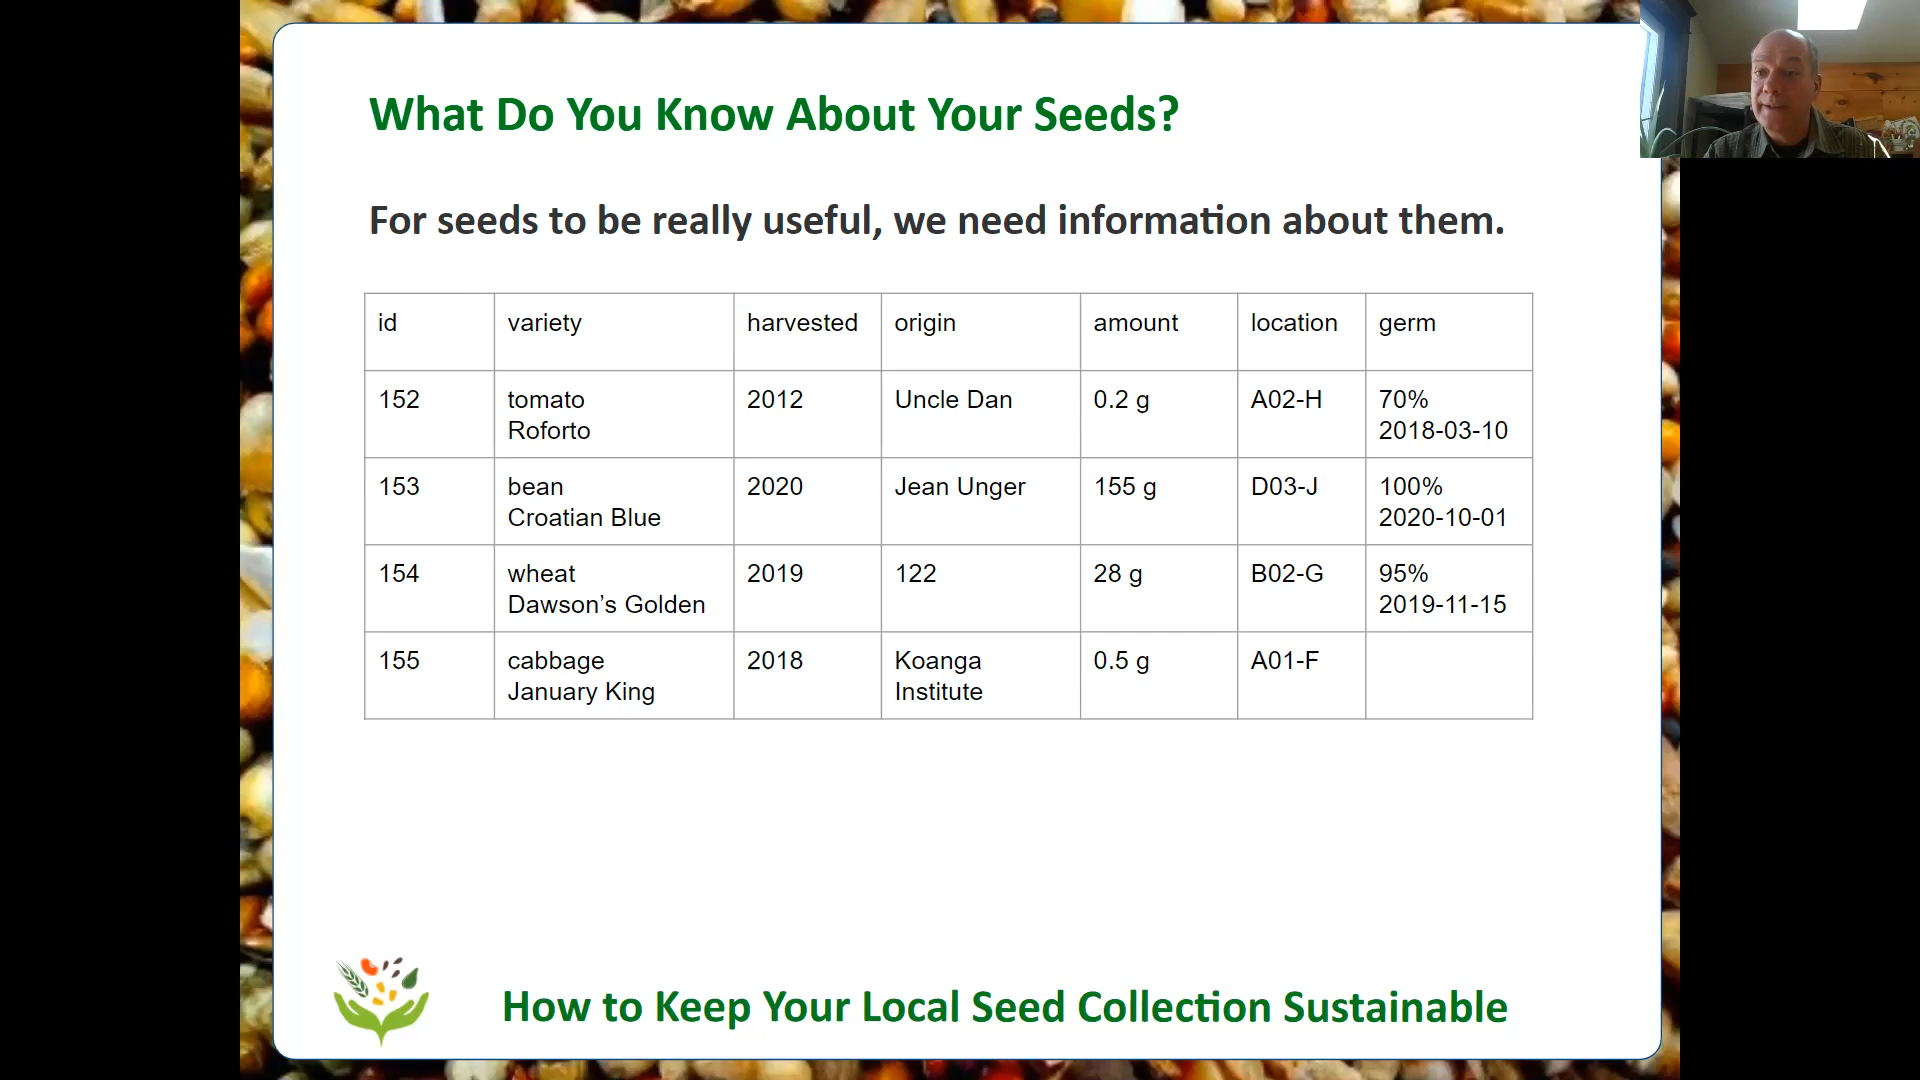 What Do You Know About Your Seeds?
For seeds to be really useful, we need information about them.
id variety harvested origin amount location germ
152 tomato 2012 Uncle Dan 0.2 g A02-H 70%
Roforto 2018-03-10
153 bean 2020 Jean Unger 155 g D03-J 100%
Croatian Blue 2020-10-01
154 wheat 2019 122 28 g B02-G 95%
Dawson’s Golden 2019-11-15
155 cabbage 2018 Koanga 0.5 g A01-F
January King Institute
How to Keep Your Local Seed Collection Sustainable